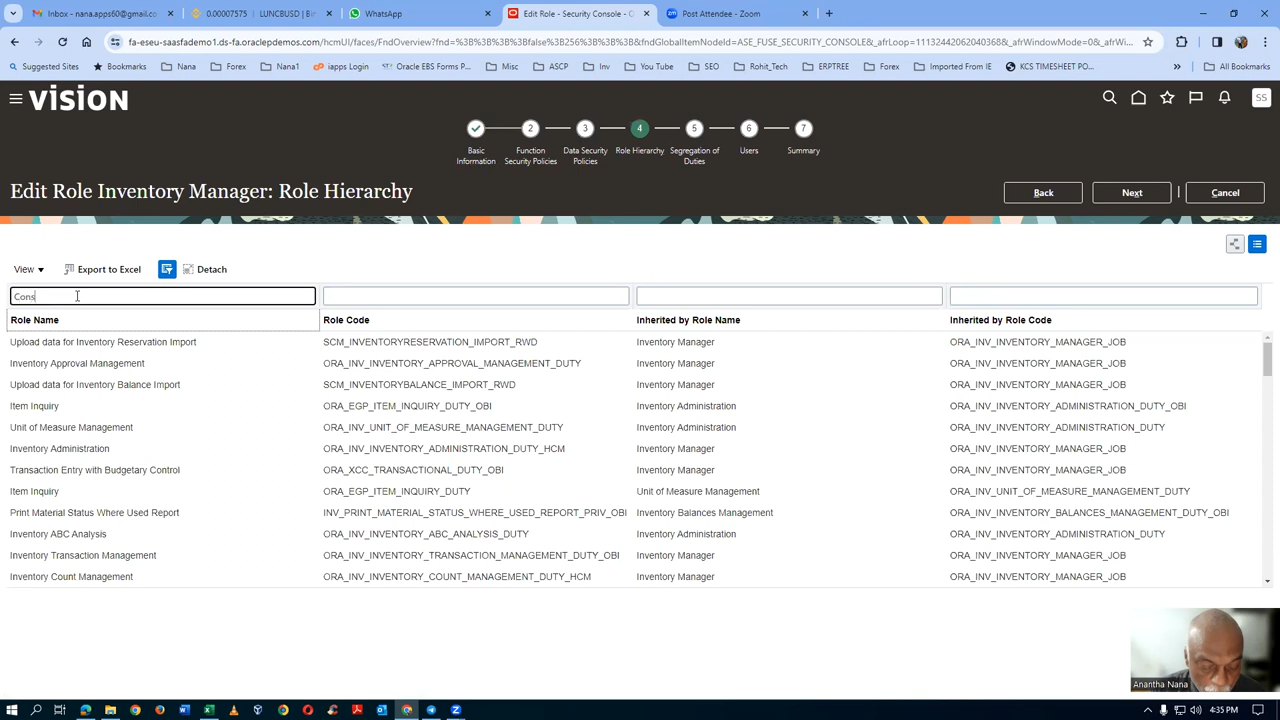 Inbox - nana.apps60@gmail.co
0.00007575 | LUNCBUSD | Bin
WhatsApp
Edit Role - Security Console - O
Post Attendee - Zoom
fa-eseu-saasfademo1.ds-fa.oraclepdemos.com/hcmUI/faces/FndOverview?fnd=%3B%3B%3B%3Bfalse%3B256%3B%3B%3B&fndGlobalItemNodeId=ASE_FUSE_SECURITY_CONSOLE&_afrLoop=11132442062040368&_afrWindowMode=0&_afrWi...
Suggested Sites
Bookmarks
Nana
Forex
Nana1
iapps Login
Oracle EBS Forms P...
Misc
ASCP
Inv
You Tube
SEO
Rohit_Tech
ERPTREE
Forex
Imported From IE
KCS TIMESHEET PO...
All Bookmarks
VISION
SS
2 3 4 5 6 7
Basic Information
Function Security Policies
Data Security Policies
Role Hierarchy
Segregation of Duties
Users
Summary
Edit Role Inventory Manager: Role Hierarchy
Back
Next
Cancel
View
Export to Excel
Detach
Cons
Role Name Role Code Inherited by Role Name Inherited by Role Code
Upload data for Inventory Reservation Import SCM_INVENTORYRESERVATION_IMPORT_RWD Inventory Manager ORA_INV_INVENTORY_MANAGER_JOB
Inventory Approval Management ORA_INV_INVENTORY_APPROVAL_MANAGEMENT_DUTY Inventory Manager ORA_INV_INVENTORY_MANAGER_JOB
Upload data for Inventory Balance Import SCM_INVENTORYBALANCE_IMPORT_RWD Inventory Manager ORA_INV_INVENTORY_MANAGER_JOB
Item Inquiry ORA_EGP_ITEM_INQUIRY_DUTY_OBI Inventory Administration ORA_INV_INVENTORY_ADMINISTRATION_DUTY_OBI
Unit of Measure Management ORA_INV_UNIT_OF_MEASURE_MANAGEMENT_DUTY Inventory Administration ORA_INV_INVENTORY_ADMINISTRATION_DUTY
Inventory Administration ORA_INV_INVENTORY_ADMINISTRATION_DUTY_HCM Inventory Manager ORA_INV_INVENTORY_MANAGER_JOB
Transaction Entry with Budgetary Control ORA_XCC_TRANSACTIONAL_DUTY_OBI Inventory Manager ORA_INV_INVENTORY_MANAGER_JOB
Item Inquiry ORA_EGP_ITEM_INQUIRY_DUTY Unit of Measure Management ORA_INV_UNIT_OF_MEASURE_MANAGEMENT_DUTY
Print Material Status Where Used Report INV_PRINT_MATERIAL_STATUS_WHERE_USED_REPORT_PRIV_OBI Inventory Balances Management ORA_INV_INVENTORY_BALANCES_MANAGEMENT_DUTY_OBI
Inventory ABC Analysis ORA_INV_INVENTORY_ABC_ANALYSIS_DUTY Inventory Administration ORA_INV_INVENTORY_ADMINISTRATION_DUTY
Inventory Transaction Management ORA_INV_INVENTORY_TRANSACTION_MANAGEMENT_DUTY_OBI Inventory Manager ORA_INV_INVENTORY_MANAGER_JOB
Inventory Count Management ORA_INV_INVENTORY_COUNT_MANAGEMENT_DUTY_HCM Inventory Manager ORA_INV_INVENTORY_MANAGER_JOB
Anantha Nana
4:35 PM